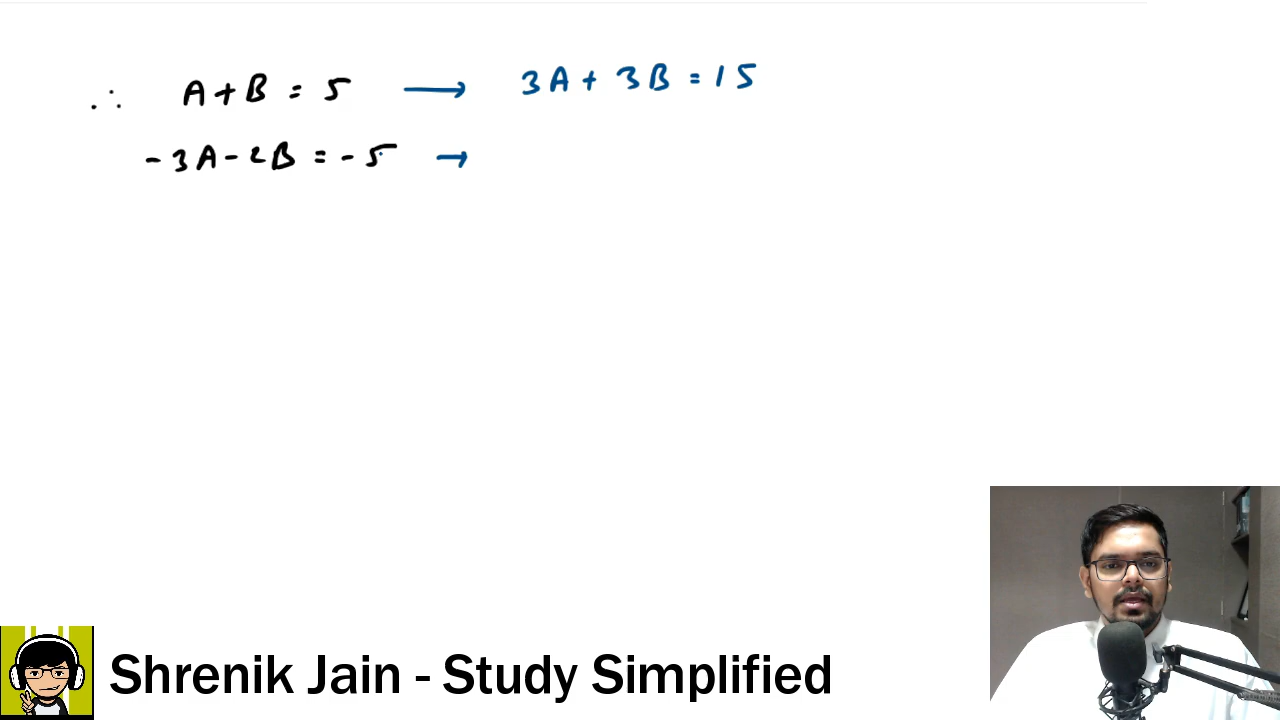 ∴ A+B = 5 → 3A + 3B = 15
-3A - 2B = -5 →
Shrenik Jain - Study Simplified